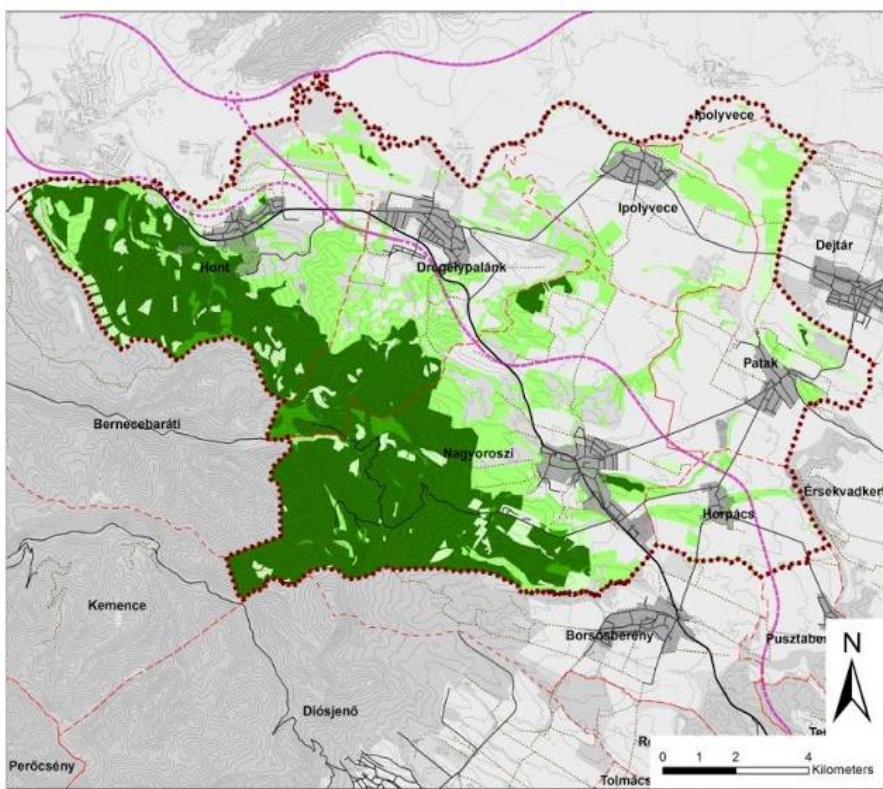 Ipolyvece
Ipolyvece
Dejtár
Hont
Drégelypalánk
Patak
Bernecebaráti
Nagyoroszi
Érsekvadkert
Horpács
Kemence
Borsosberény
N
Diósjenő
Perőcsény
Tolmács
0 1 2 4
Kilometers